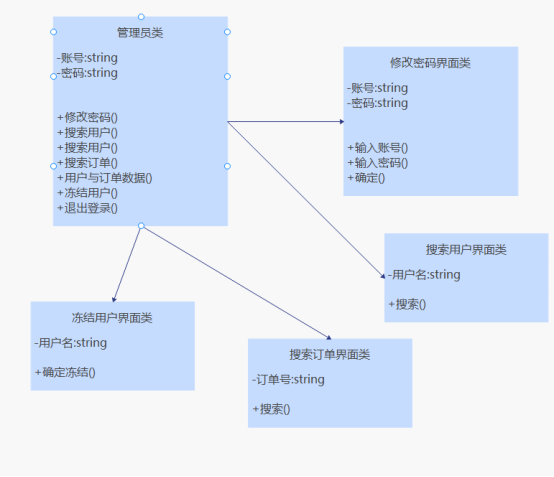 管理员类
-账号:string
-密码:string
+修改密码()
+搜索用户()
+搜索用户()
+搜索订单()
+用户与订单数据()
+冻结用户()
+退出登录()
修改密码界面类
-账号:string
-密码:string
+输入账号()
+输入密码()
+确定()
搜索用户界面类
-用户名:string
+搜索()
冻结用户界面类
-用户名:string
+确定冻结()
搜索订单界面类
-订单号:string
+搜索()